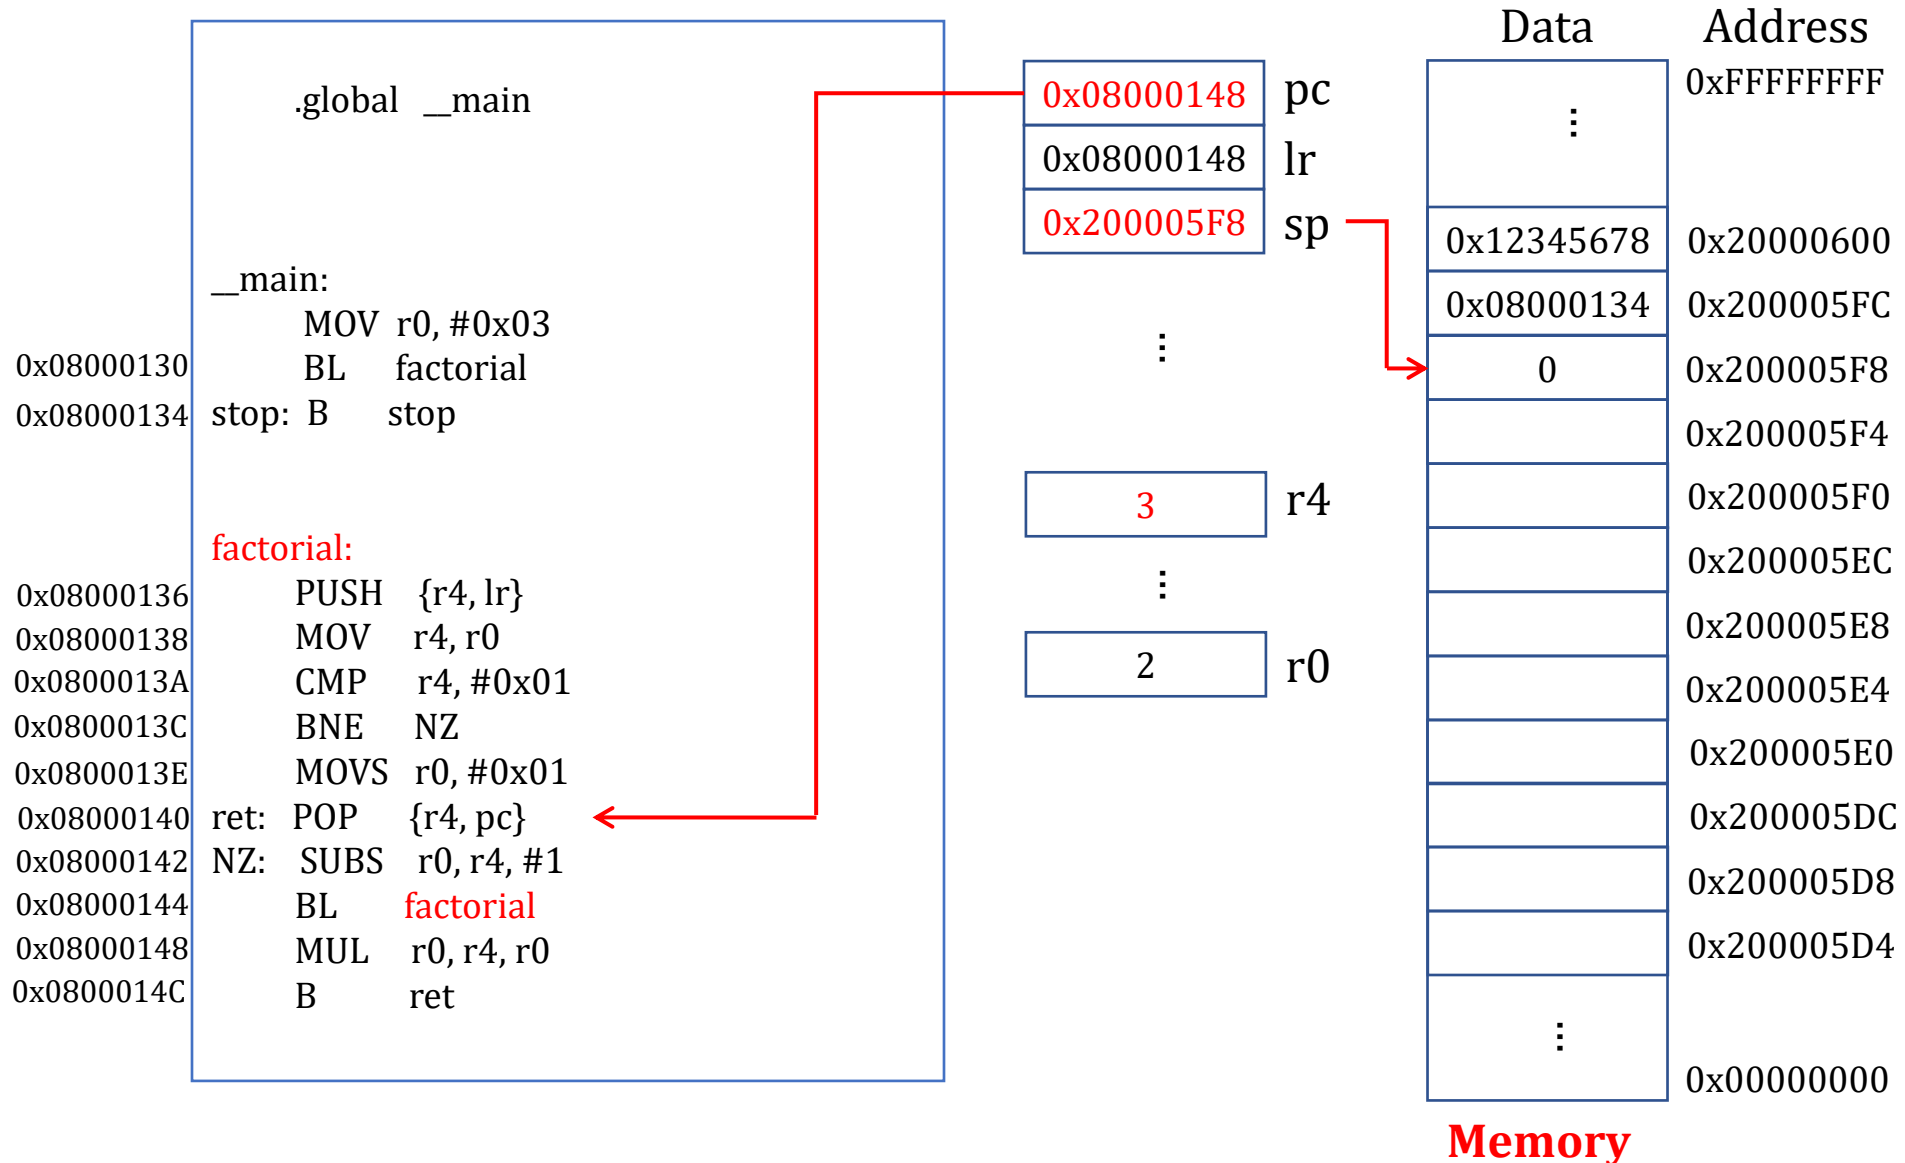 .global __main
__main:
MOV r0, #0x03
0x08000130 BL factorial
0x08000134 stop: B stop
factorial:
0x08000136 PUSH {r4, lr}
0x08000138 MOV r4, r0
0x0800013A CMP r4, #0x01
0x0800013C BNE NZ
0x0800013E MOVS r0, #0x01
0x08000140 ret: POP {r4, pc}
0x08000142 NZ: SUBS r0, r4, #1
0x08000144 BL factorial
0x08000148 MUL r0, r4, r0
0x0800014C B ret
0x08000148 pc
0x08000148 lr
0x200005F8 sp
...
3 r4
...
2 r0
Data Address
0xFFFFFFFF
...
0x12345678 0x20000600
0x08000134 0x200005FC
0 0x200005F8
0x200005F4
0x200005F0
0x200005EC
0x200005E8
0x200005E4
0x200005E0
0x200005DC
0x200005D8
0x200005D4
...
0x00000000
Memory